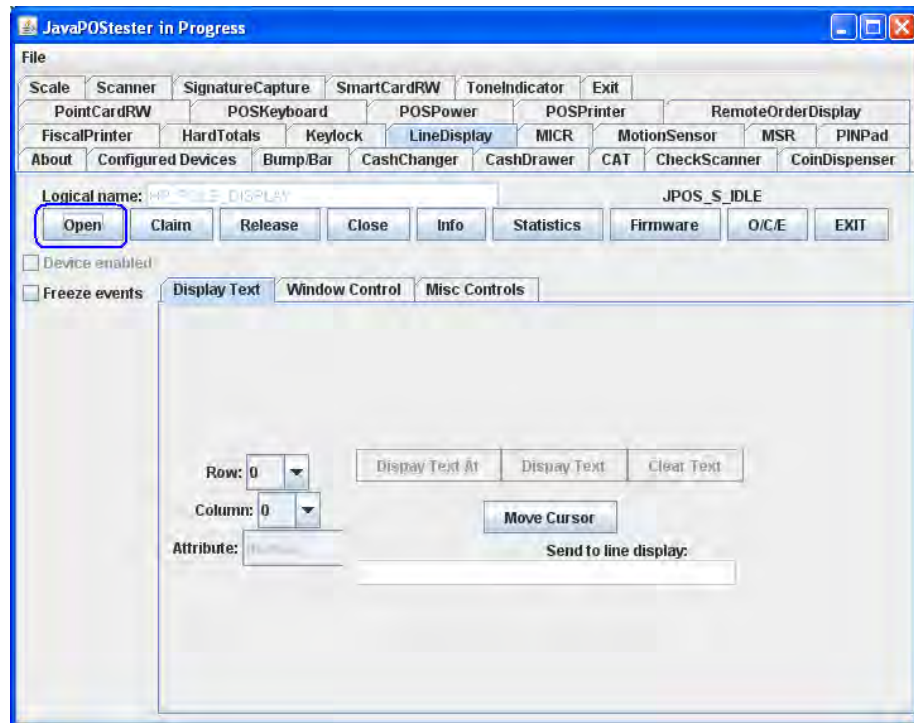 JavaPOStester in Progress
File
Scale Scanner SignatureCapture SmartCardRW ToneIndicator Exit
PointCardRW POSKeyboard POSPower POSPrinter RemoteOrderDisplay
FiscalPrinter HardTotals Keylock LineDisplay MICR MotionSensor MSR PINPad
About Configured Devices Bump/Bar CashChanger CashDrawer CAT CheckScanner CoinDispenser
Logical name: HP_POLE_DISPLAY JPOS_S_IDLE
Open Claim Release Close Info Statistics Firmware O/C/E EXIT
Device enabled
Freeze events Display Text Window Control Misc Controls
Row: 0 Dispay Text At Dispay Text Clear Text
Column: 0 Move Cursor
Attribute: Send to line display: